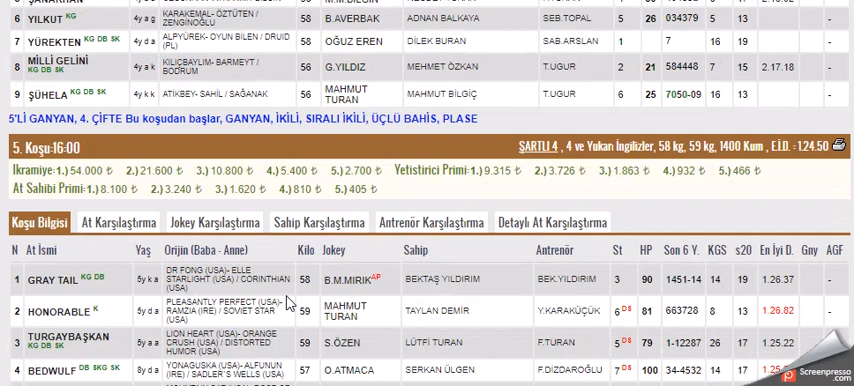 6 YILKUT KG 4y a g KARAKEMAL- ÖZTÜTEN / ZENGİNOĞLU 58 B.AVERBAK ADNAN BALKAYA SEB.TOPAL 5 26 034379 5 13 -
7 YÜREKTEN KG DB SK 4y d a ALPYÜREK- OYUN BİLEN / DRUID (PL) 58 OĞUZ EREN DİLEK BURAN SAB.ARSLAN 1 7 16 19 -
8 MİLLİ GELİNİ KG DB SK 4y a k KILIÇBAYLIM- BARMEYT / BODRUM 56 G.YILDIZ MEHMET ÖZKAN T.UGUR 2 21 584448 7 15 2.17.18 -
9 ŞÜHELA KG DB SK 4y k k ATİKBEY- SAHİL / SAĞANAK 56 MAHMUT TURAN MAHMUT BİLGİÇ T.UGUR 6 25 7050-09 16 13 -
5'Lİ GANYAN, 4. ÇİFTE Bu koşudan başlar, GANYAN, İKİLİ, SIRALI İKİLİ, ÜÇLÜ BAHİS, PLASE
5. Koşu:16:00 ŞARTLI 4 , 4 ve Yukarı İngilizler, 58 kg, 59 kg, 1400 Kum , E.İ.D. : 1.24.50
İkramiye:1.) 54.000 ₺ 2.) 21.600 ₺ 3.) 10.800 ₺ 4.) 5.400 ₺ 5.) 2.700 ₺ Yetistirici Primi:1.) 9.315 ₺ 2.) 3.726 ₺ 3.) 1.863 ₺ 4.) 932 ₺ 5.) 466 ₺
At Sahibi Primi:1.) 8.100 ₺ 2.) 3.240 ₺ 3.) 1.620 ₺ 4.) 810 ₺ 5.) 405 ₺
Koşu Bilgisi At Karşılaştırma Jokey Karşılaştırma Sahip Karşılaştırma Antrenör Karşılaştırma Detaylı At Karşılaştırma
N At İsmi Yaş Orijin (Baba - Anne) Kilo Jokey Sahip Antrenör St HP Son 6 Y. KGS s20 En İyi D. Gny AGF
1 GRAY TAIL KG DB 5y k a DR FONG (USA)- ELLE STARLIGHT (USA) / CORINTHIAN (USA) 58 B.M.MIRIK AP BEKTAŞ YILDIRIM BEK.YILDIRIM 3 90 1451-14 14 19 1.26.37 -
2 HONORABLE K 5y d a PLEASANTLY PERFECT (USA)- RAMZIA (IRE) / SOVIET STAR (USA) 59 MAHMUT TURAN TAYLAN DEMİR Y.KARAKÜÇÜK 6 DS 81 663728 8 13 1.26.82 -
3 TURGAYBAŞKAN KG DB SK 5y a a LION HEART (USA)- ORANGE CRUSH (USA) / DISTORTED HUMOR (USA) 59 S.ÖZEN LÜTFİ TURAN F.TURAN 5 DS 79 1-12287 26 17
4 BEDWULF DB SKG SK 8y d a YONAGUSKA (USA)- ALFUNUN (IRE) / SADLER'S WELLS (USA) 57 O.ATMACA SERKAN ÜLGEN F.DİZDAROĞLU 7 DS 100 34-4532 14 17
Screenpresso